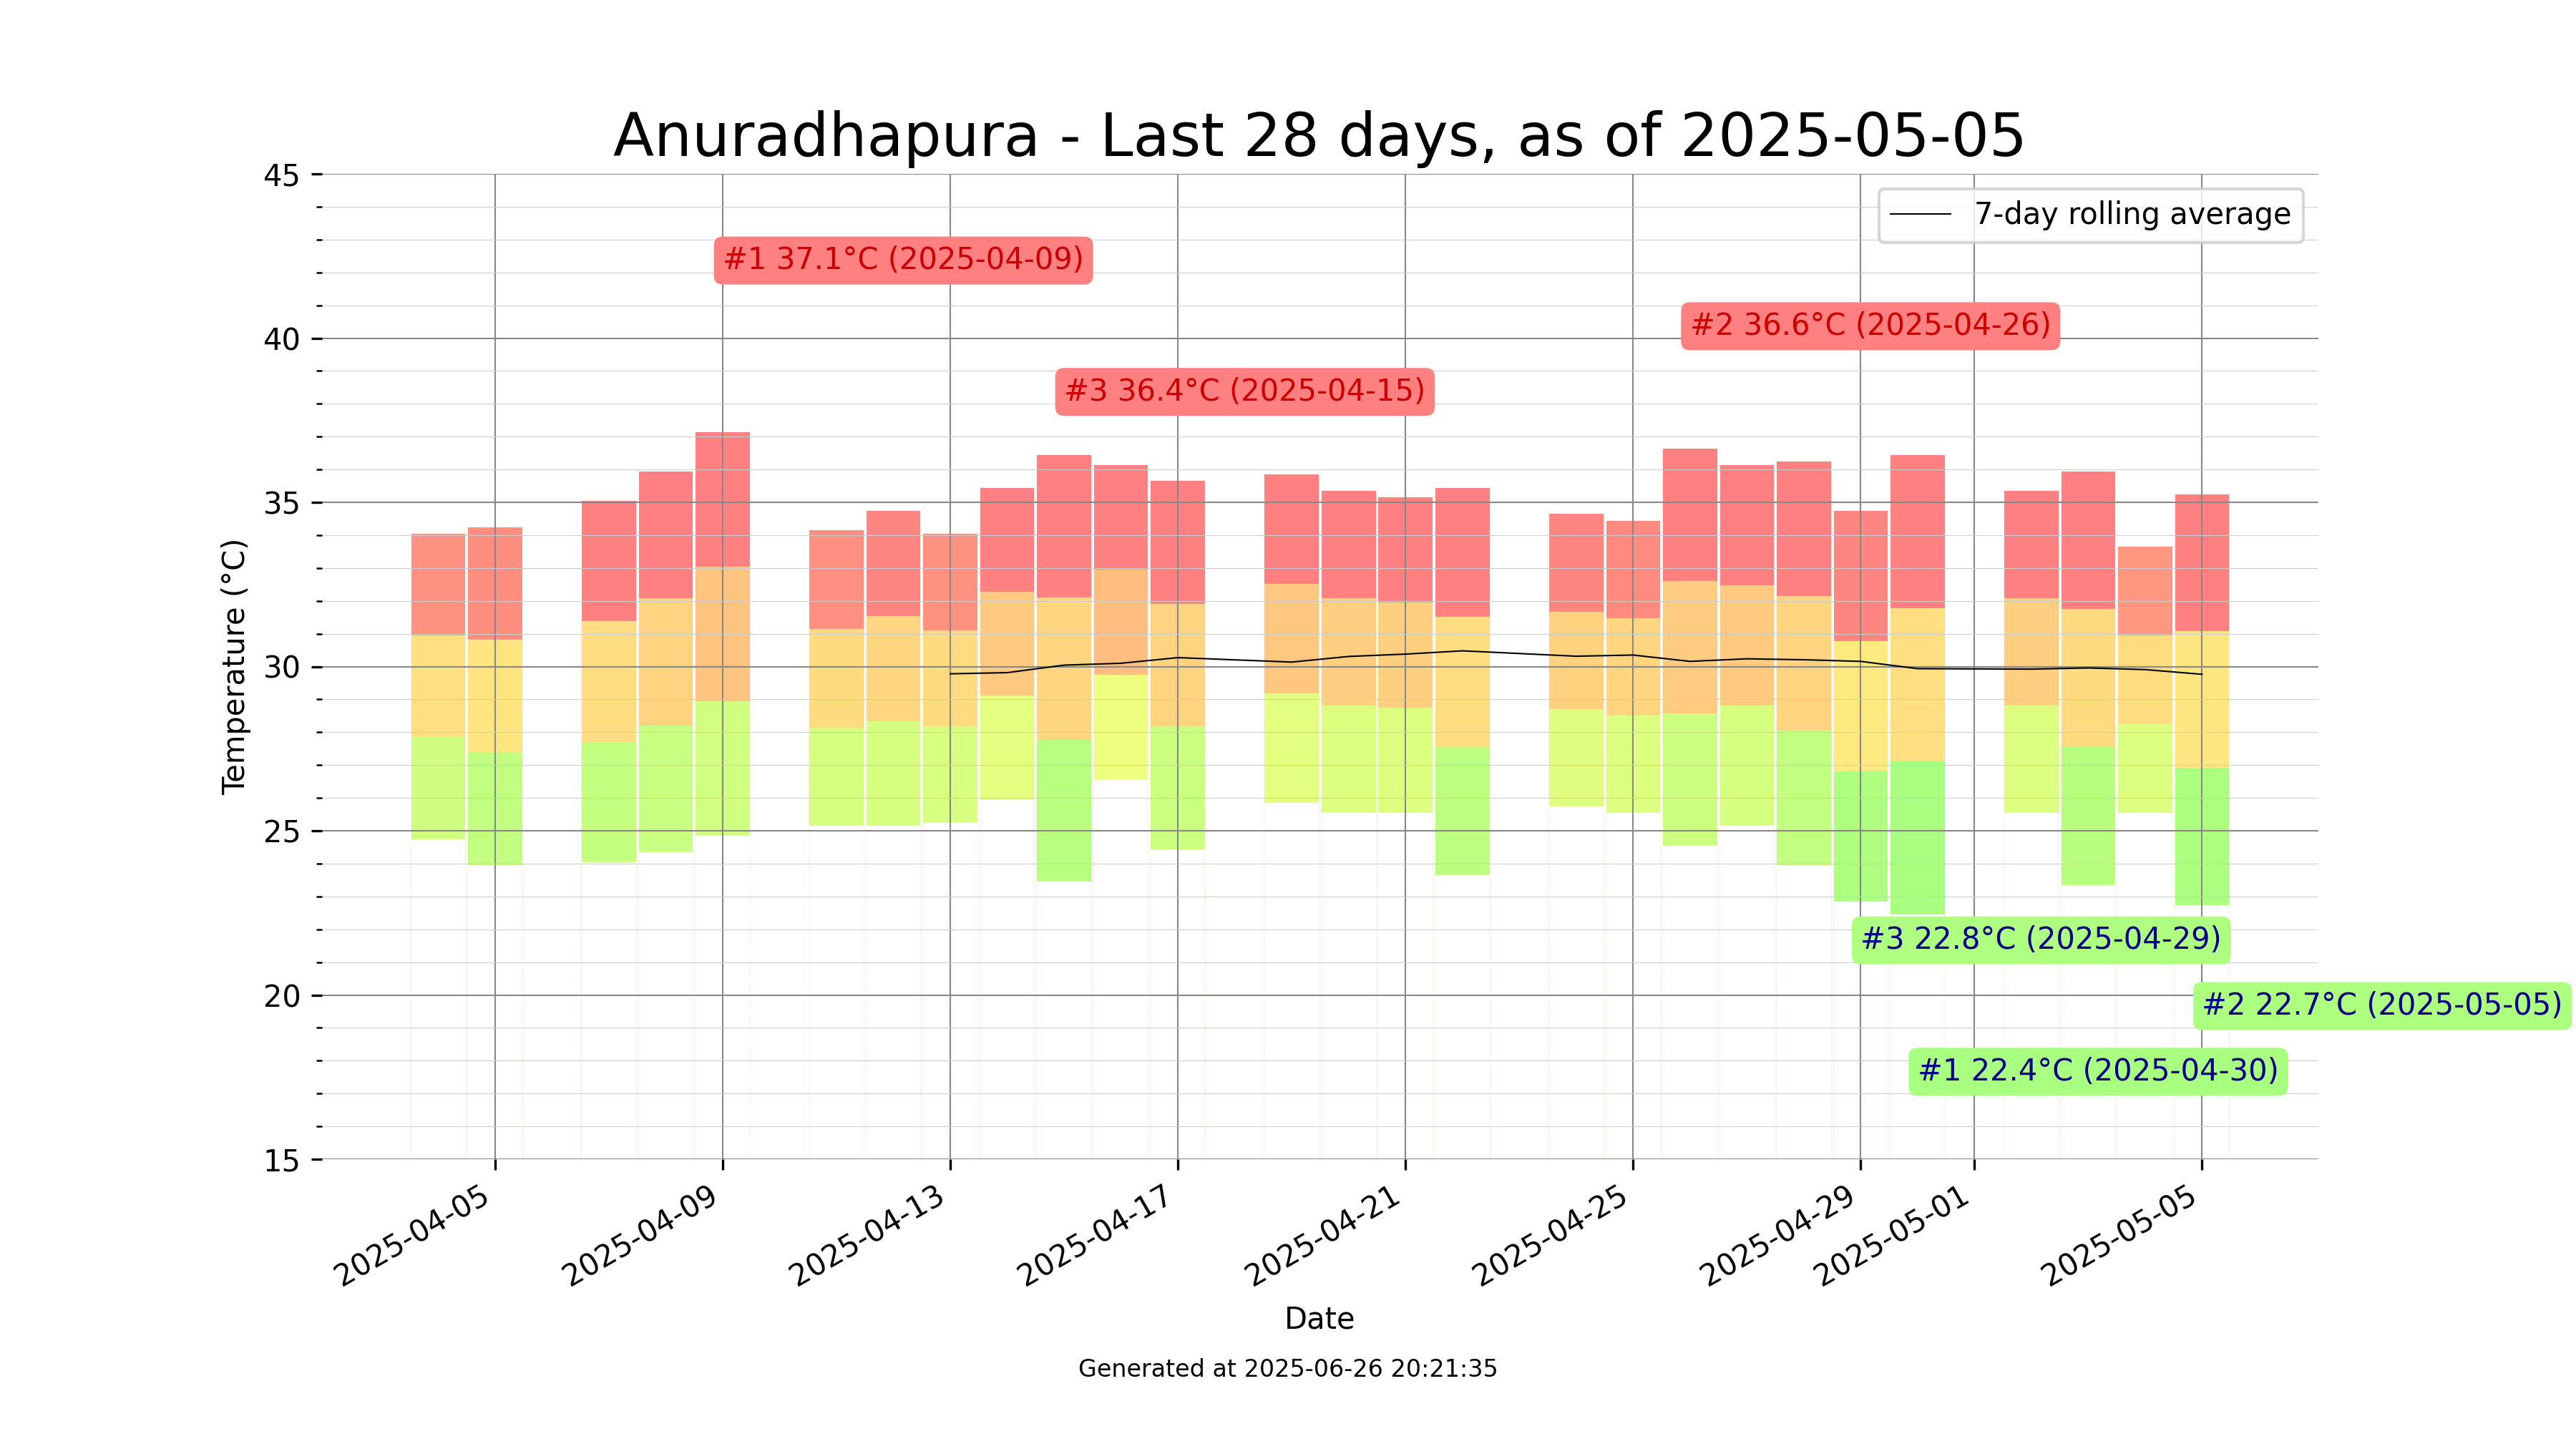 Anuradhapura - Last 28 days, as of 2025-05-05
45
40
35
30
25
20
15
Temperature (°C)
7-day rolling average
#1 37.1°C (2025-04-09)
#2 36.6°C (2025-04-26)
#3 36.4°C (2025-04-15)
#3 22.8°C (2025-04-29)
#2 22.7°C (2025-05-05)
#1 22.4°C (2025-04-30)
2025-04-05
2025-04-09
2025-04-13
2025-04-17
2025-04-21
2025-04-25
2025-04-29
2025-05-01
2025-05-05
Date
Generated at 2025-06-26 20:21:35